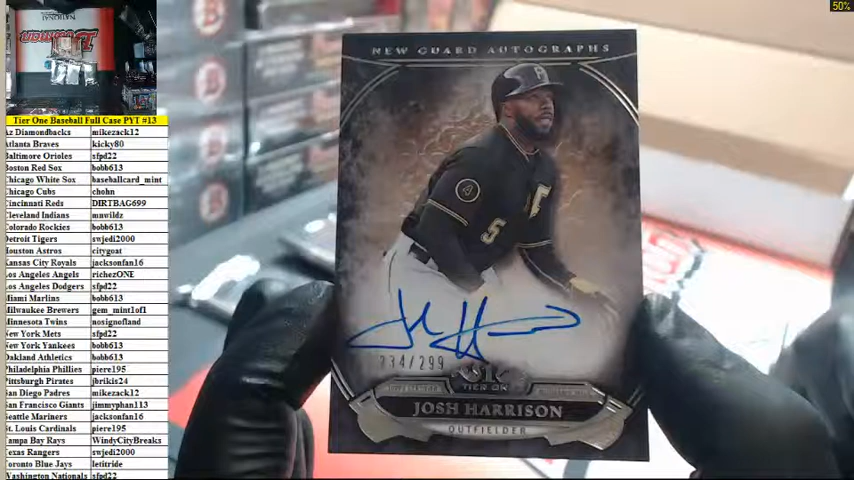 50%
Tier One Baseball Full Case PYT #13
Az Diamondbacks mikezack12
Atlanta Braves kicky80
Baltimore Orioles sfpd22
Boston Red Sox bobb613
Chicago White Sox baseballcard_mint
Chicago Cubs chohn
Cincinnati Reds DIRTBAG699
Cleveland Indians mawildz
Colorado Rockies bobb613
Detroit Tigers swjedi2000
Houston Astros citygoat
Kansas City Royals jacksonfan16
Los Angeles Angels richezONE
Los Angeles Dodgers sfpd22
Miami Marlins bobb613
Milwaukee Brewers gem_mint1of1
Minnesota Twins nosignofland
New York Mets sfpd22
New York Yankees bobb613
Oakland Athletics bobb613
Philadelphia Phillies piere195
Pittsburgh Pirates jbrikis24
San Diego Padres mikezack12
San Francisco Giants jimmyphan113
Seattle Mariners jacksonfan16
St. Louis Cardinals piere195
Tampa Bay Rays WindyCityBreaks
Texas Rangers swjedi2000
Toronto Blue Jays letitride
Washington Nationals sfpd22
NEW GUARD AUTOGRAPHS
P
4
5
234/299
TIER ONE
JOSH HARRISON
OUTFIELDER